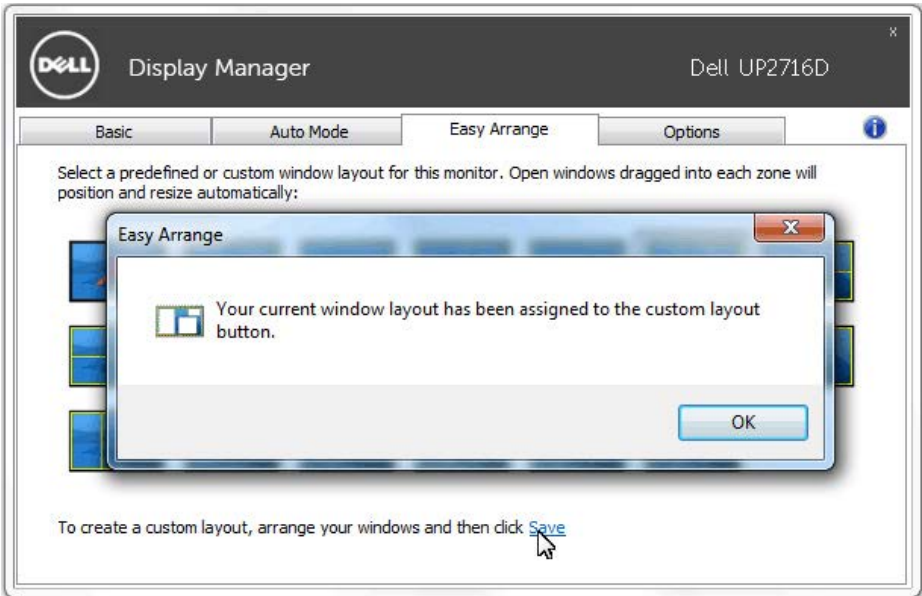 x
DELL
Display Manager
Dell UP2716D
Basic
Auto Mode
Easy Arrange
Options
i
Select a predefined or custom window layout for this monitor. Open windows dragged into each zone will
position and resize automatically:
Easy Arrange
x
Your current window layout has been assigned to the custom layout
button.
OK
To create a custom layout, arrange your windows and then click Save